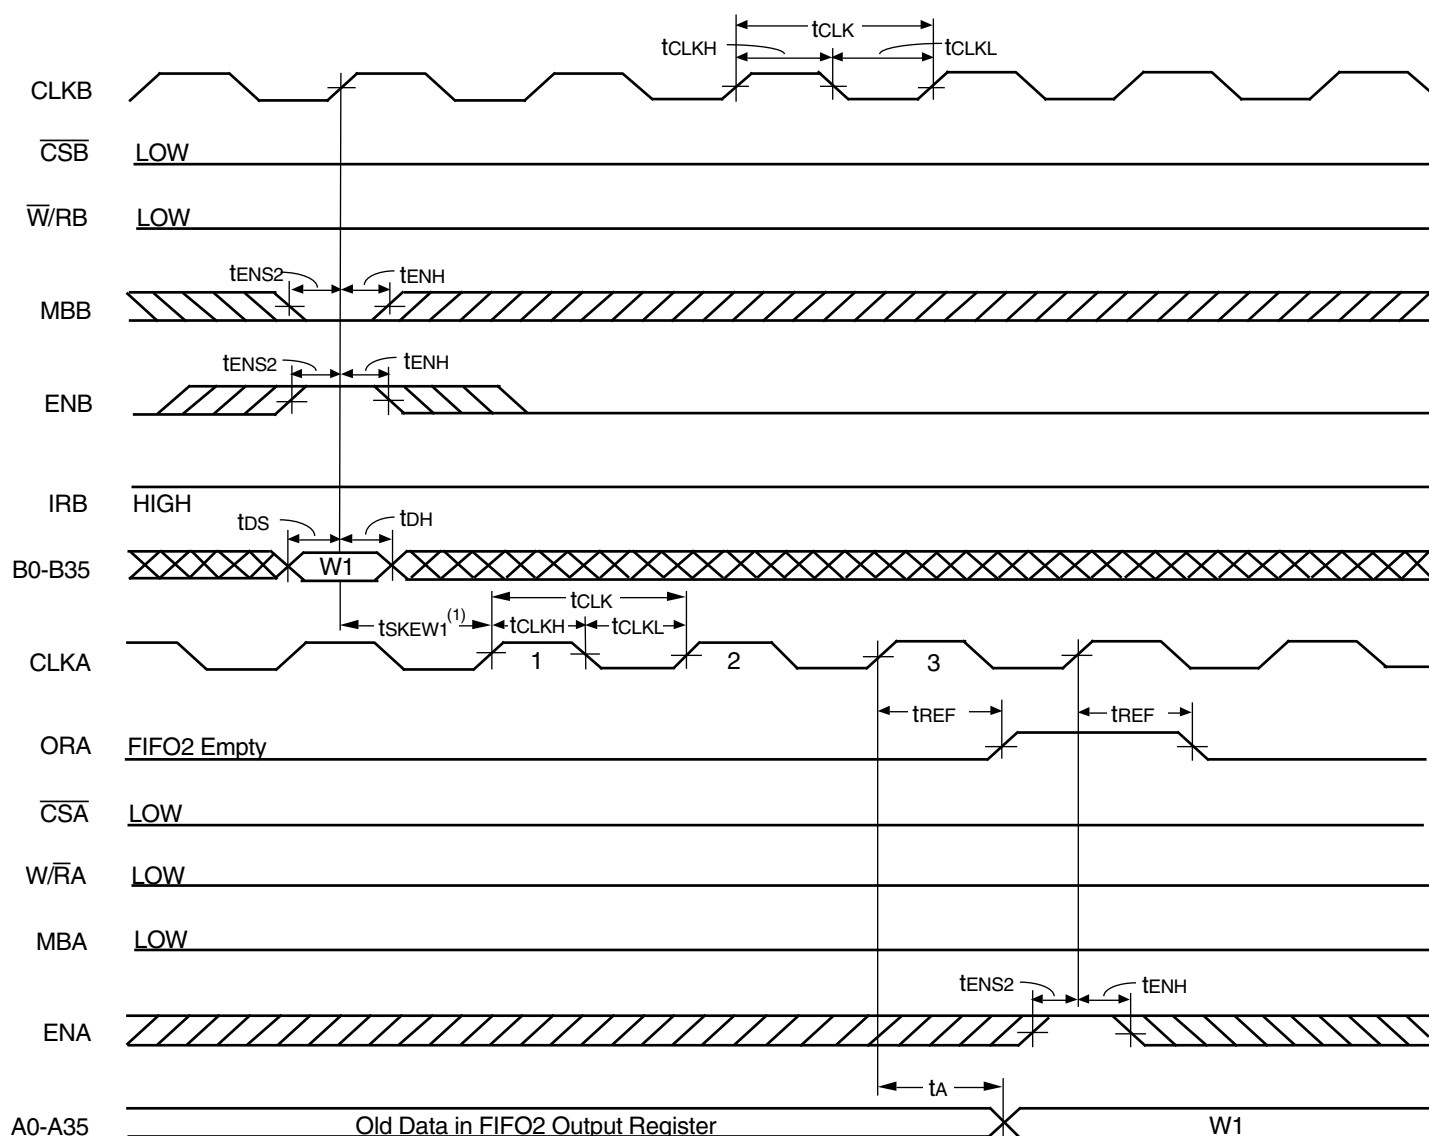 tCLK
tCLKH tCLKL
CLKB
CSB LOW
W/RB LOW
tENS2 tENH
MBB
tENS2 tENH
ENB
IRB HIGH
tDS tDH
B0-B35 W1
tSKEW1(1) tCLK
tCLKH tCLKL
CLKA 1 2 3
tREF tREF
ORA FIFO2 Empty
CSA LOW
W/RA LOW
MBA LOW
tENS2 tENH
ENA
tA
A0-A35 Old Data in FIFO2 Output Register W1